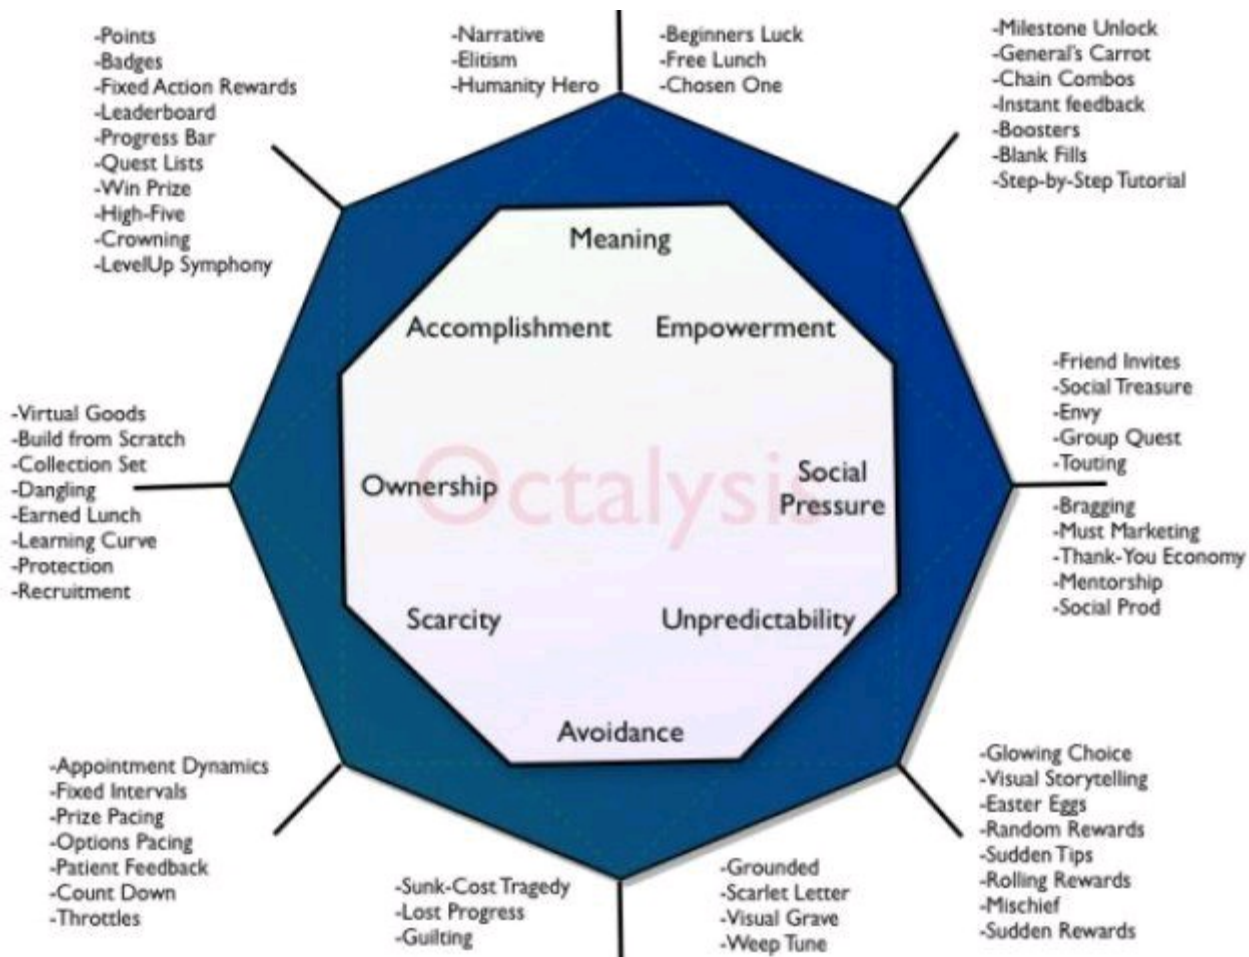 -Points
-Badges
-Fixed Action Rewards
-Leaderboard
-Progress Bar
-Quest Lists
-Win Prize
-High-Five
-Crowning
-LevelUp Symphony
-Narrative
-Elitism
-Humanity Hero
-Beginners Luck
-Free Lunch
-Chosen One
-Milestone Unlock
-General's Carrot
-Chain Combos
-Instant feedback
-Boosters
-Blank Fills
-Step-by-Step Tutorial
Meaning
Accomplishment
Empowerment
-Virtual Goods
-Build from Scratch
-Collection Set
-Dangling
-Earned Lunch
-Learning Curve
-Protection
-Recruitment
Ownership
Octalysis
Social
Pressure
-Friend Invites
-Social Treasure
-Envy
-Group Quest
-Touting
-Bragging
-Must Marketing
-Thank-You Economy
-Mentorship
-Social Prod
Scarcity
Unpredictability
Avoidance
-Appointment Dynamics
-Fixed Intervals
-Prize Pacing
-Options Pacing
-Patient Feedback
-Count Down
-Throttles
-Sunk-Cost Tragedy
-Lost Progress
-Guilting
-Grounded
-Scarlet Letter
-Visual Grave
-Weep Tune
-Glowing Choice
-Visual Storytelling
-Easter Eggs
-Random Rewards
-Sudden Tips
-Rolling Rewards
-Mischief
-Sudden Rewards